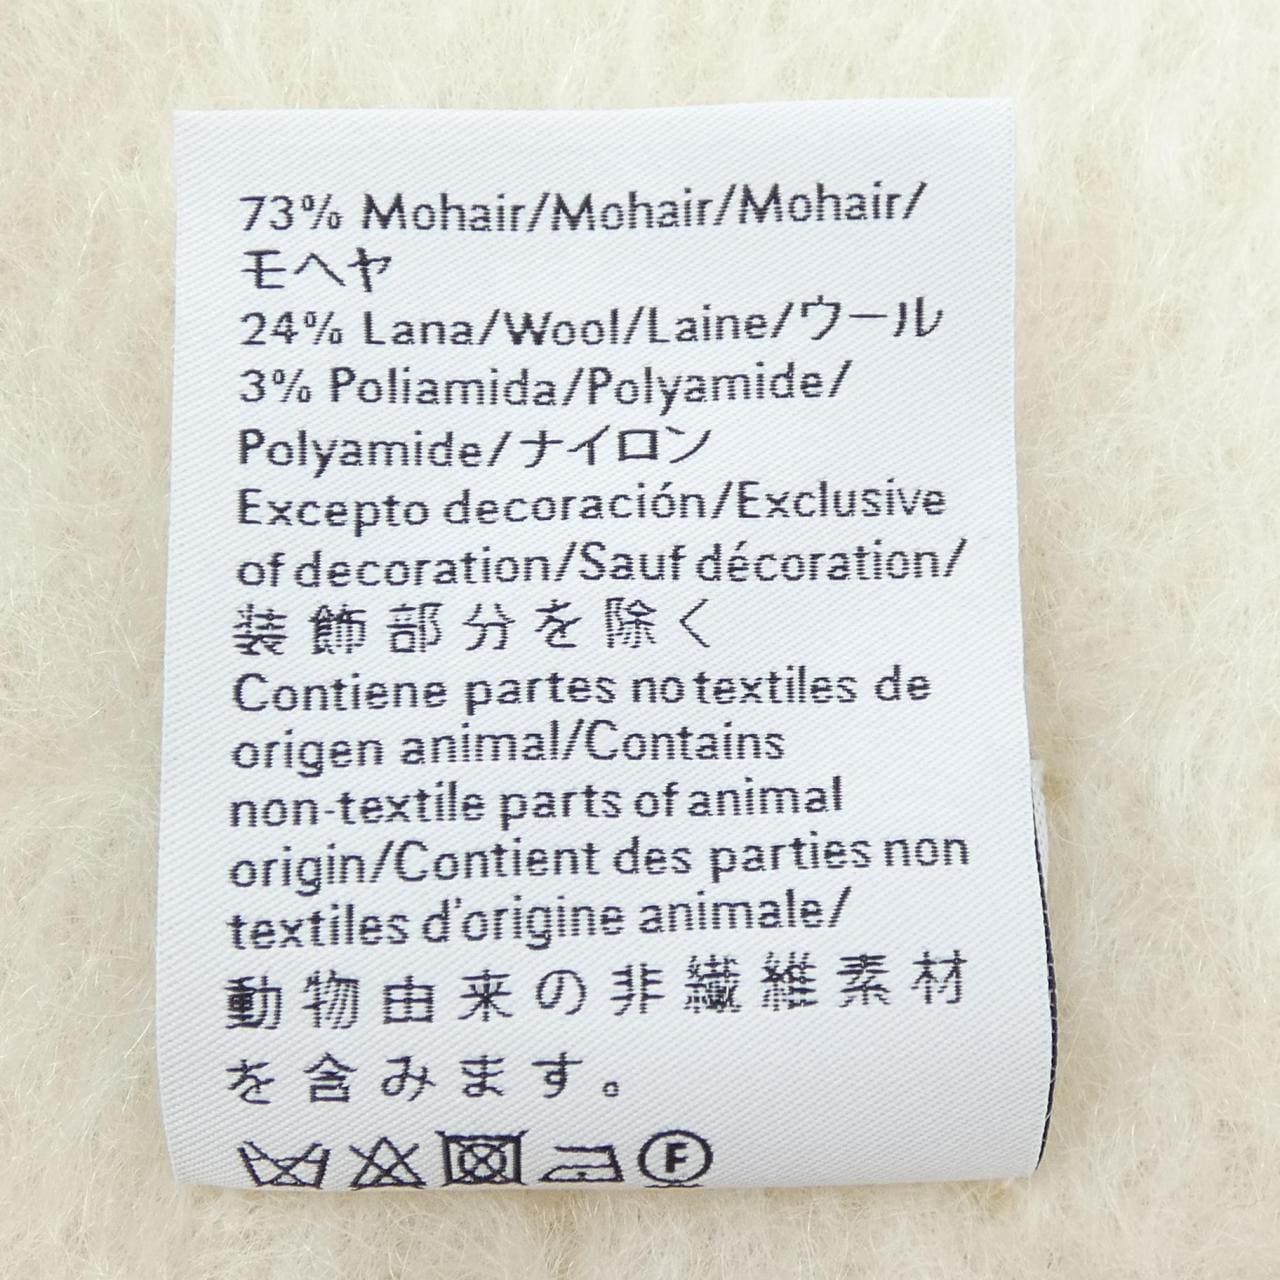 73% Mohair/Mohair/Mohair/
モヘヤ
24% Lana/Wool/Laine/ウール
3% Poliamida/Polyamide/
Polyamide/ナイロン
Excepto decoración/Exclusive
of decoration/Sauf décoration/
装飾部分を除く
Contiene partes no textiles de
origen animal/Contains
non-textile parts of animal
origin/Contient des parties non
textiles d'origine animale/
動物由来の非繊維素材
を含みます。
F